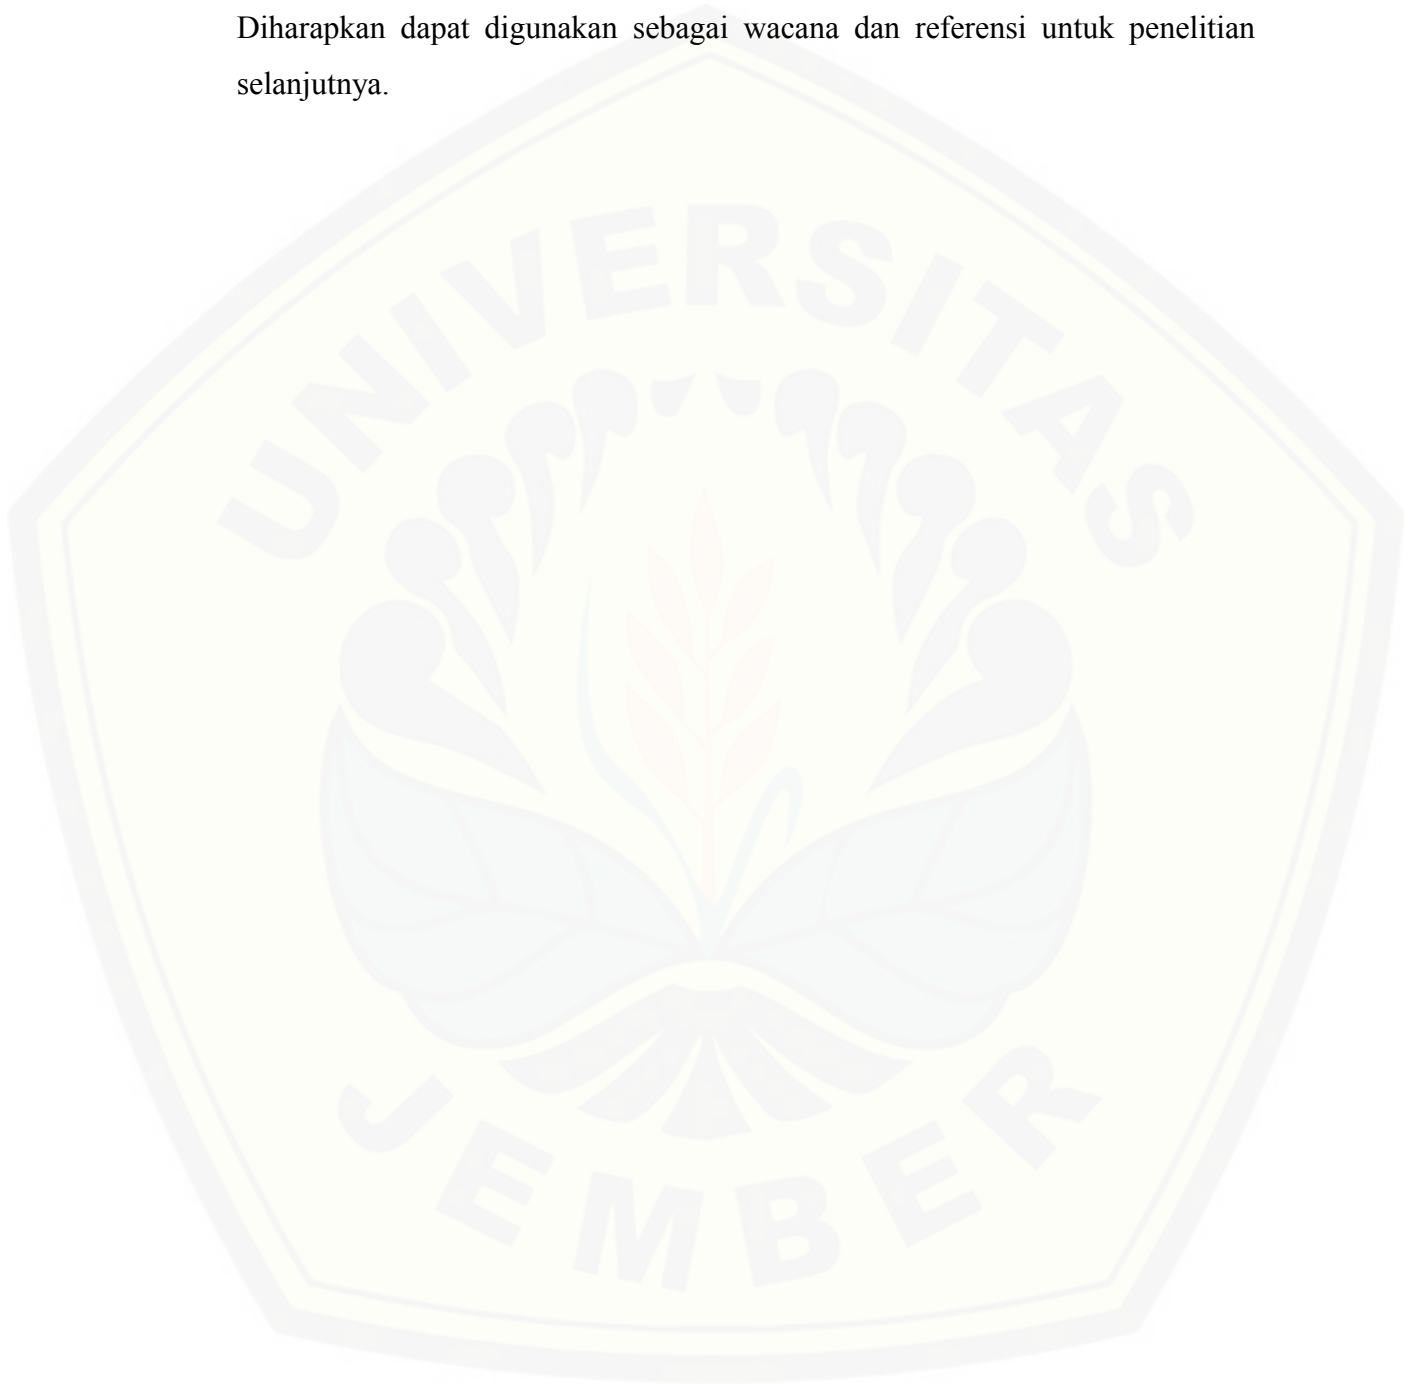 Diharapkan dapat digunakan sebagai wacana dan referensi untuk penelitian
selanjutnya.
UNIVERSITAS
JEMBER